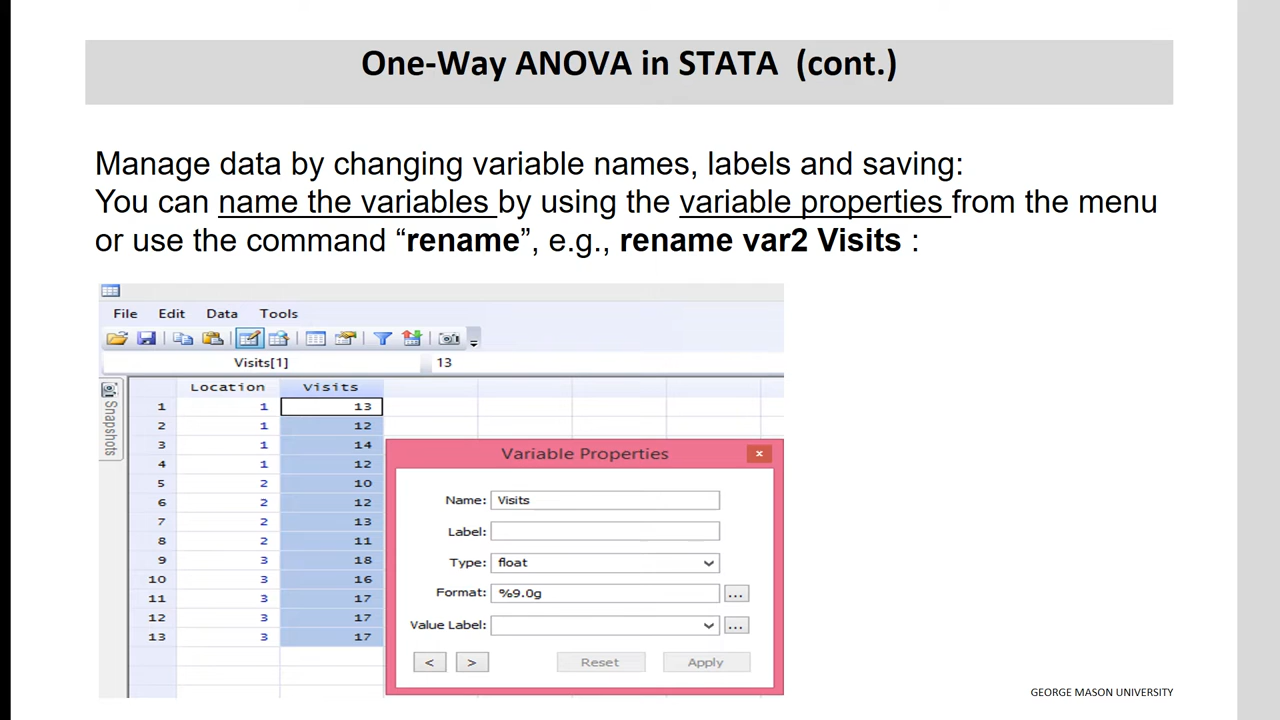 One-Way ANOVA in STATA (cont.)
Manage data by changing variable names, labels and saving:
You can name the variables by using the variable properties from the menu
or use the command “rename”, e.g., rename var2 Visits :
File Edit Data Tools
Visits[1] 13
Snapshots
Location Visits
1 1 13
2 1 12
3 1 14
4 1 12
5 2 10
6 2 12
7 2 13
8 2 11
9 3 18
10 3 16
11 3 17
12 3 17
13 3 17
Variable Properties
Name: Visits
Label:
Type: float
Format: %9.0g ...
Value Label: ...
< > Reset Apply
GEORGE MASON UNIVERSITY